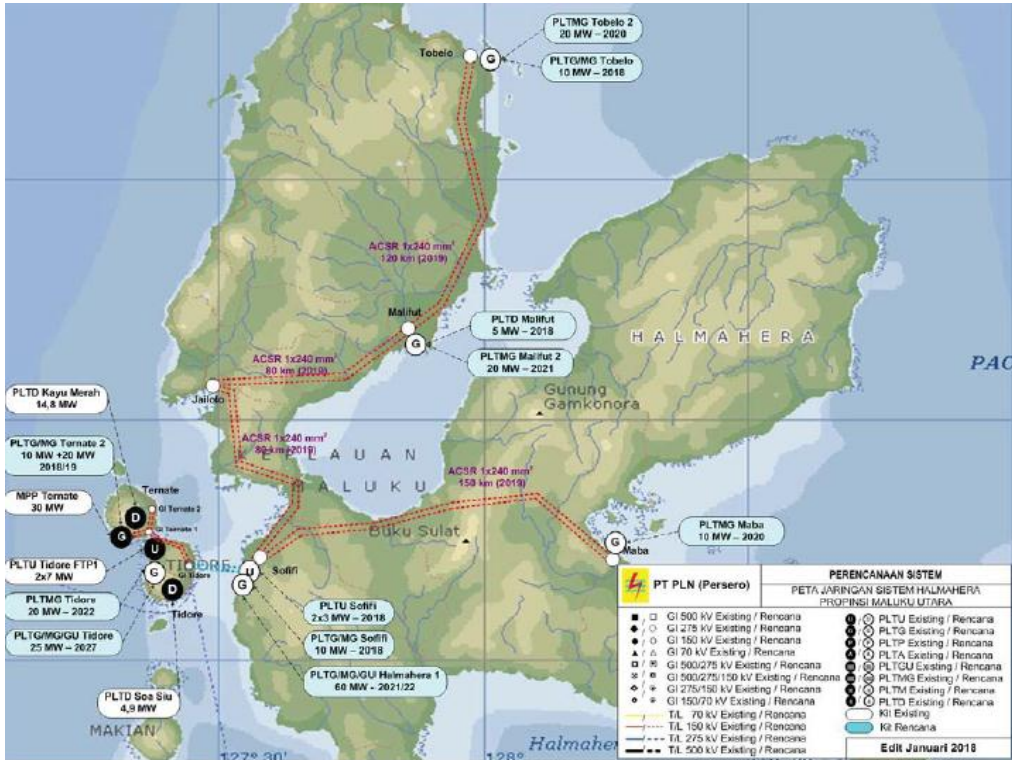 PLTMG Tobelo 2
20 MW – 2020
Tobelo
G
PLTG/MG Tobelo
10 MW – 2018
ACSR 1x240 mm²
120 km (2019)
Malifut
G
PLTD Malifut
5 MW – 2018
PLTMG Malifut 2
20 MW – 2021
HALMAHERA
ACSR 1x240 mm²
80 km (2019)
PAC
Jailolo
Gunung
Gamkonora
PLTD Kayu Merah
14,8 MW
PLTG/MG Ternate 2
10 MW +20 MW
2018/19
ACSR 1x240 mm²
80 km (2019)
KEPULAUAN
MALUKU
ACSR 1x240 mm²
150 km (2019)
MPP Ternate
30 MW
Ternate
GI Ternate 2
D
GI Ternate 1
G
U
Buku Sulat
PLTMG Maba
10 MW – 2020
G
Maba
PLTU Tidore FTP1
2x7 MW
TIDORE
GI Tidore
G
D
Tidore
Sofifi
U
G
PLTMG Tidore
20 MW – 2022
PLTG/MG/GU Tidore
25 MW – 2027
PLTU Sofifi
2x3 MW – 2018
PLTG/MG Sofifi
10 MW – 2018
PLTG/MG/GU Halmahera 1
60 MW - 2021/22
PLTD Soa Siu
4,9 MW
MAKIAN
127° 30'
128°
Halmaher
PT PLN (Persero)
PERENCANAAN SISTEM
PETA JARINGAN SISTEM HALMAHERA
PROPINSI MALUKU UTARA
GI 500 kV Existing / Rencana
GI 275 kV Existing / Rencana
GI 150 kV Existing / Rencana
GI 70 kV Existing / Rencana
GI 500/275 kV Existing / Rencana
GI 500/275/150 kV Existing / Rencana
GI 275/150 kV Existing / Rencana
GI 150/70 kV Existing / Rencana
T/L 70 kV Existing / Rencana
T/L 150 kV Existing / Rencana
T/L 275 kV Existing / Rencana
T/L 500 kV Existing / Rencana
PLTU Existing / Rencana
PLTG Existing / Rencana
PLTP Existing / Rencana
PLTA Existing / Rencana
PLTGU Existing / Rencana
PLTMG Existing / Rencana
PLTM Existing / Rencana
PLTD Existing / Rencana
Kit Existing
Kit Rencana
Edit Januari 2018